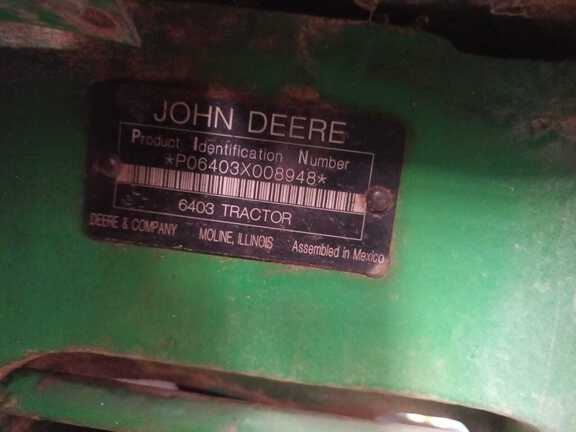 JOHN DEERE
Product Identification Number
*P06403X008948*
6403 TRACTOR
DEERE & COMPANY MOLINE, ILLINOIS Assembled in Mexico